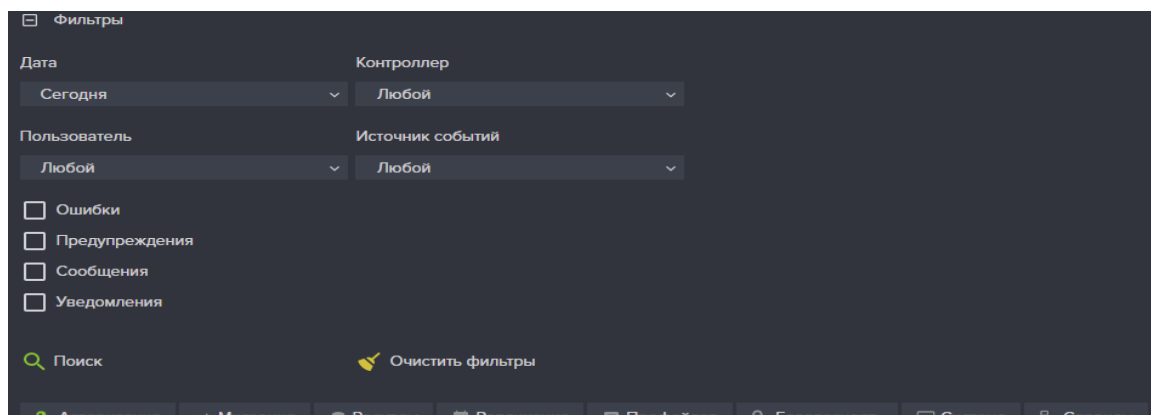 Фильтры
Дата
Контроллер
Сегодня
Любой
Пользователь
Источник событий
Любой
Любой
Ошибки
Предупреждения
Сообщения
Уведомления
Поиск
Очистить фильтры